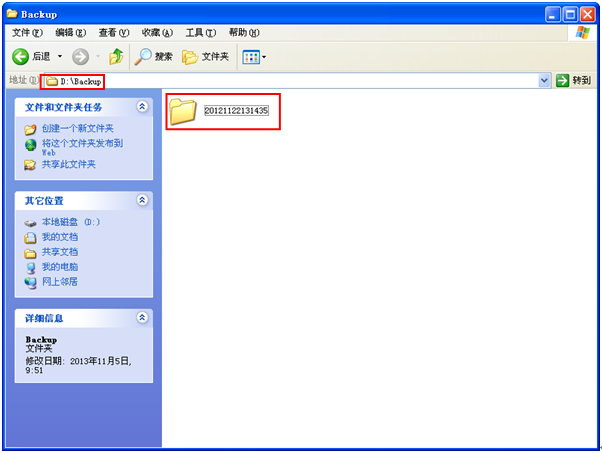 Backup
文件(F) 编辑(E) 查看(V) 收藏(A) 工具(T) 帮助(H)
后退 搜索 文件夹
地址(D) D:\Backup 转到
文件和文件夹任务
创建一个新文件夹
将这个文件夹发布到
Web
共享此文件夹
其它位置
本地磁盘 (D:)
我的文档
共享文档
我的电脑
网上邻居
详细信息
Backup
文件夹
修改日期: 2013年11月5日,
9:51
20121122131435